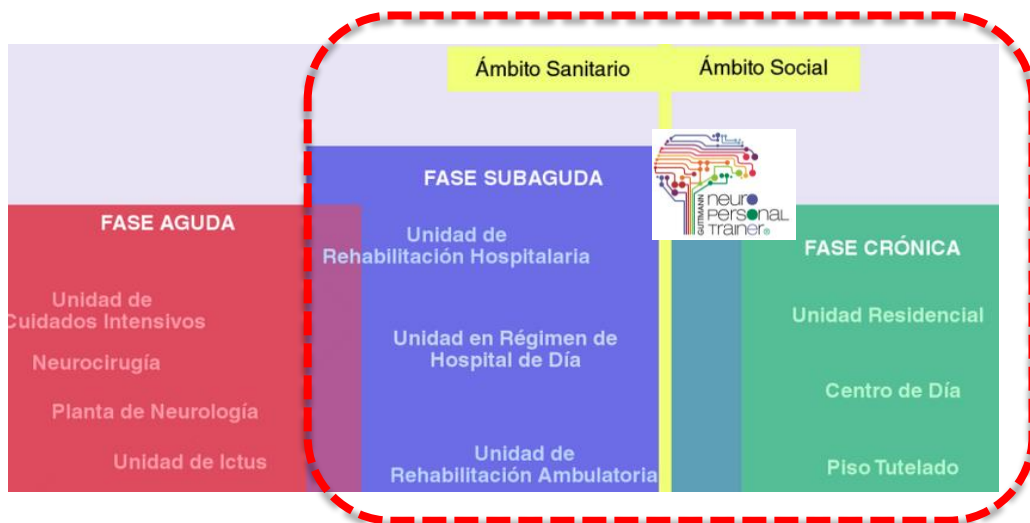 Ámbito Sanitario
Ámbito Social
FASE AGUDA
Unidad de
Cuidados Intensivos
Neurocirugía
Planta de Neurología
Unidad de Ictus
FASE SUBAGUDA
Unidad de
Rehabilitación Hospitalaria
Unidad en Régimen de
Hospital de Día
Unidad de
Rehabilitación Ambulatoria
GUTTMANN
neuro
PERSONAL
TRAINER®
FASE CRÓNICA
Unidad Residencial
Centro de Día
Piso Tutelado